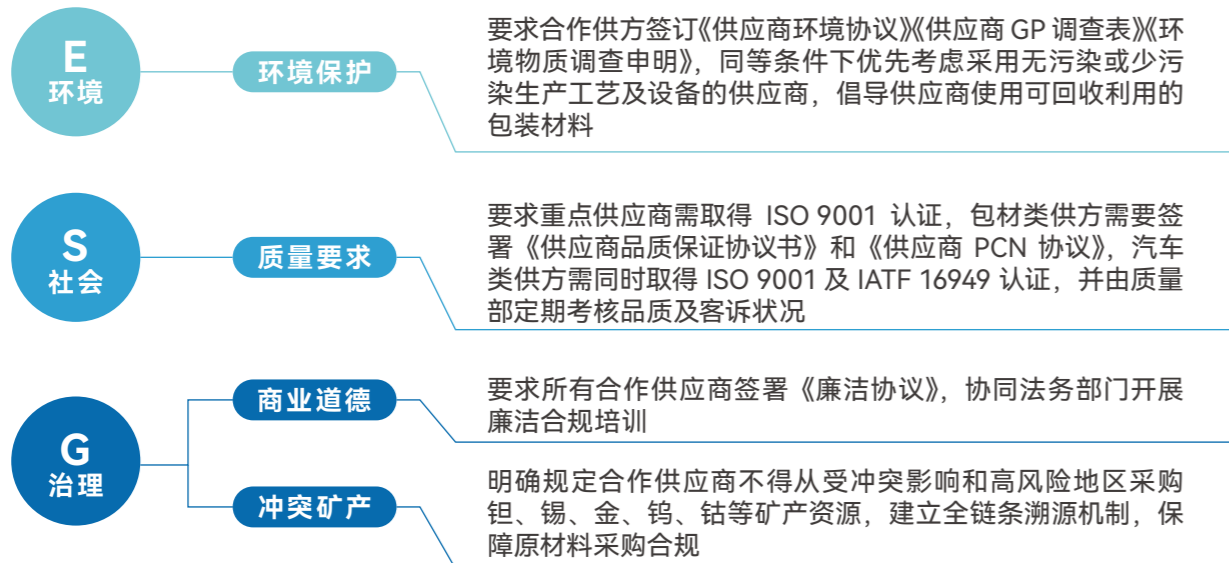 E
环境
环境保护
要求合作供方签订《供应商环境协议》《供应商 GP 调查表》《环
境物质调查申明》，同等条件下优先考虑采用无污染或少污
染生产工艺及设备的供应商，倡导供应商使用可回收利用的
包装材料
S
社会
质量要求
要求重点供应商需取得 ISO 9001 认证，包材类供方需要签
署《供应商品质保证协议书》和《供应商 PCN 协议》，汽车
类供方需同时取得 ISO 9001 及 IATF 16949 认证，并由质量
部定期考核品质及客诉状况
G
治理
商业道德
要求所有合作供应商签署《廉洁协议》，协同法务部门开展
廉洁合规培训
冲突矿产
明确规定合作供应商不得从受冲突影响和高风险地区采购
钽、锡、金、钨、钴等矿产资源，建立全链条溯源机制，保
障原材料采购合规